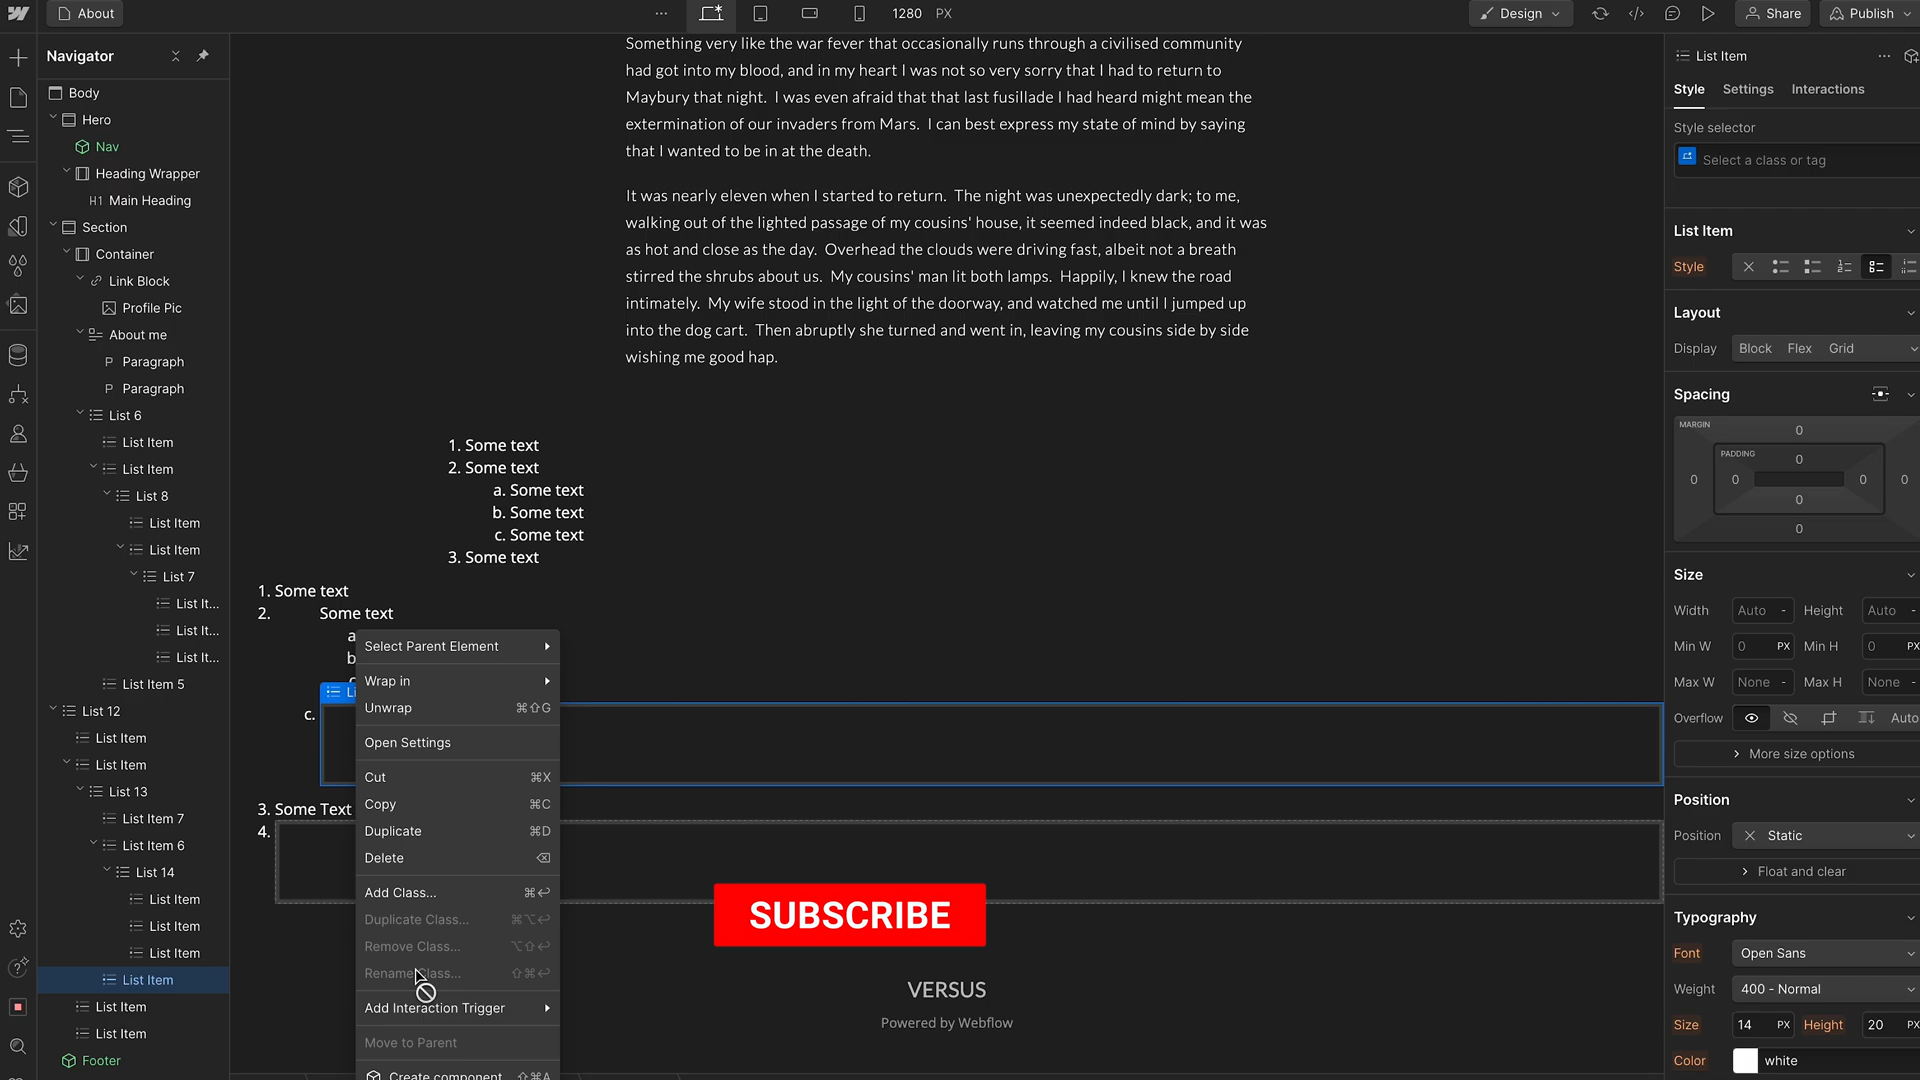 About
1280 PX
Design
Share
Publish
Navigator
Body
Hero
Nav
Heading Wrapper
H1 Main Heading
Section
Container
Link Block
Profile Pic
About me
P Paragraph
P Paragraph
List 6
List Item
List Item
List 8
List Item
List Item
List 7
List It...
List It...
List It...
List Item 5
List 12
List Item
List Item
List 13
List Item 7
List Item 6
List 14
List Item
List Item
List Item
List Item
List Item
List Item
Footer
Something very like the war fever that occasionally runs through a civilised community
had got into my blood, and in my heart I was not so very sorry that I had to return to
Maybury that night. I was even afraid that that last fusillade I had heard might mean the
extermination of our invaders from Mars. I can best express my state of mind by saying
that I wanted to be in at the death.
It was nearly eleven when I started to return. The night was unexpectedly dark; to me,
walking out of the lighted passage of my cousins' house, it seemed indeed black, and it was
as hot and close as the day. Overhead the clouds were driving fast, albeit not a breath
stirred the shrubs about us. My cousins' man lit both lamps. Happily, I knew the road
intimately. My wife stood in the light of the doorway, and watched me until I jumped up
into the dog cart. Then abruptly she turned and went in, leaving my cousins side by side
wishing me good hap.
1. Some text
2. Some text
a. Some text
b. Some text
c. Some text
3. Some text
1. Some text
2. Some text
a
b
c.
3. Some Text
4.
Select Parent Element
Wrap in
Unwrap ⌘⇧G
Open Settings
Cut ⌘X
Copy ⌘C
Duplicate ⌘D
Delete ⌫
Add Class... ⌘↩
Duplicate Class... ⌘⌥↩
Remove Class... ⌥⇧↩
Rename Class... ⇧⌘↩
Add Interaction Trigger
Move to Parent
Create component ⇧⌘A
SUBSCRIBE
VERSUS
Powered by Webflow
List Item
Style Settings Interactions
Style selector
Select a class or tag
List Item
Style
Layout
Display Block Flex Grid
Spacing
MARGIN
0
PADDING
0
0 0 0 0
0
0
Size
Width Auto - Height Auto -
Min W 0 PX Min H 0 PX
Max W None - Max H None -
Overflow Auto
More size options
Position
Position Static
Float and clear
Typography
Font Open Sans
Weight 400 - Normal
Size 14 PX Height 20 PX
Color white